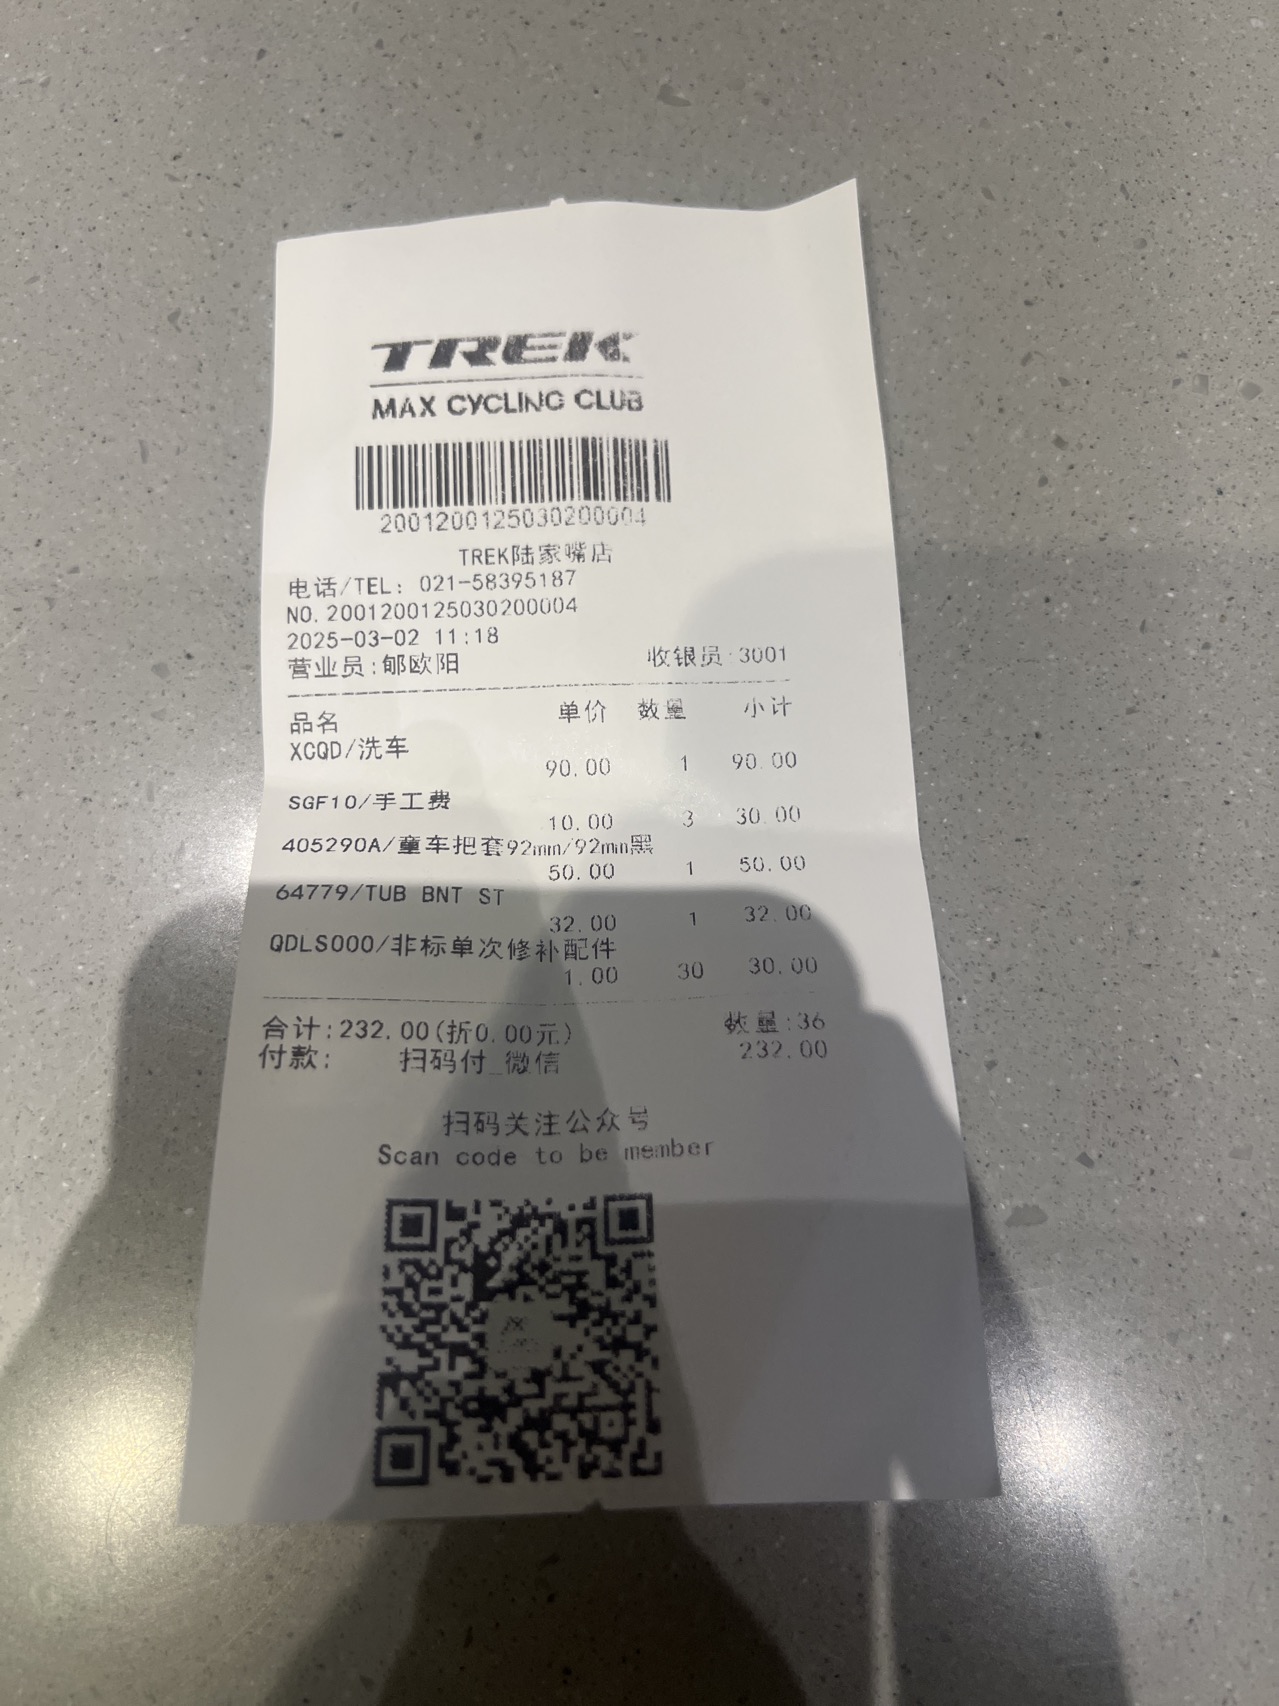 TREK
MAX CYCLING CLUB
2001200125030200004
TREK陆家嘴店
电话/TEL: 021-58395187
NO.2001200125030200004
2025-03-02 11:18
营业员:郇欧阳 收银员:3001
品名 单价 数量 小计
XCQD/洗车
90.00 1 90.00
SGF10/手工费
10.00 3 30.00
405290A/童车把套92mm/92mm黑
50.00 1 50.00
64779/TUB BNT ST
32.00 1 32.00
QDLS000/非标单次修补配件
1.00 30 30.00
合计:232.00(折0.00元) 数量:36
付款: 扫码付_微信 232.00
扫码关注公众号
Scan code to be member